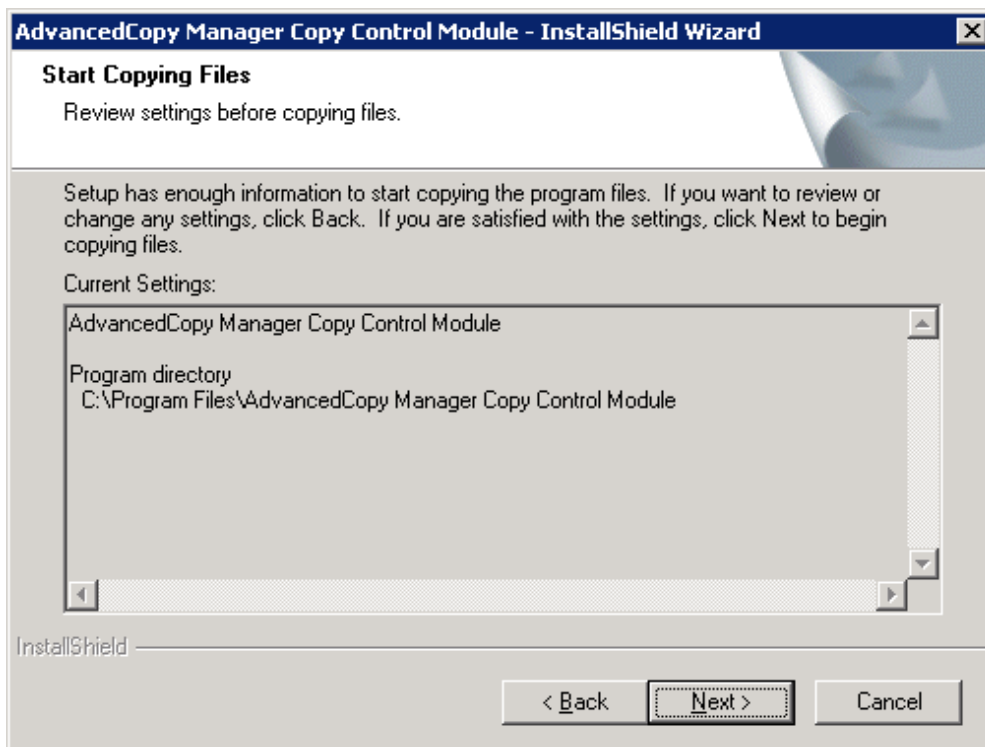 AdvancedCopy Manager Copy Control Module - InstallShield Wizard
Start Copying Files
Review settings before copying files.
Setup has enough information to start copying the program files.  If you want to review or
change any settings, click Back.  If you are satisfied with the settings, click Next to begin
copying files.
Current Settings:
AdvancedCopy Manager Copy Control Module
Program directory
C:\Program Files\AdvancedCopy Manager Copy Control Module
InstallShield
< Back
Next >
Cancel